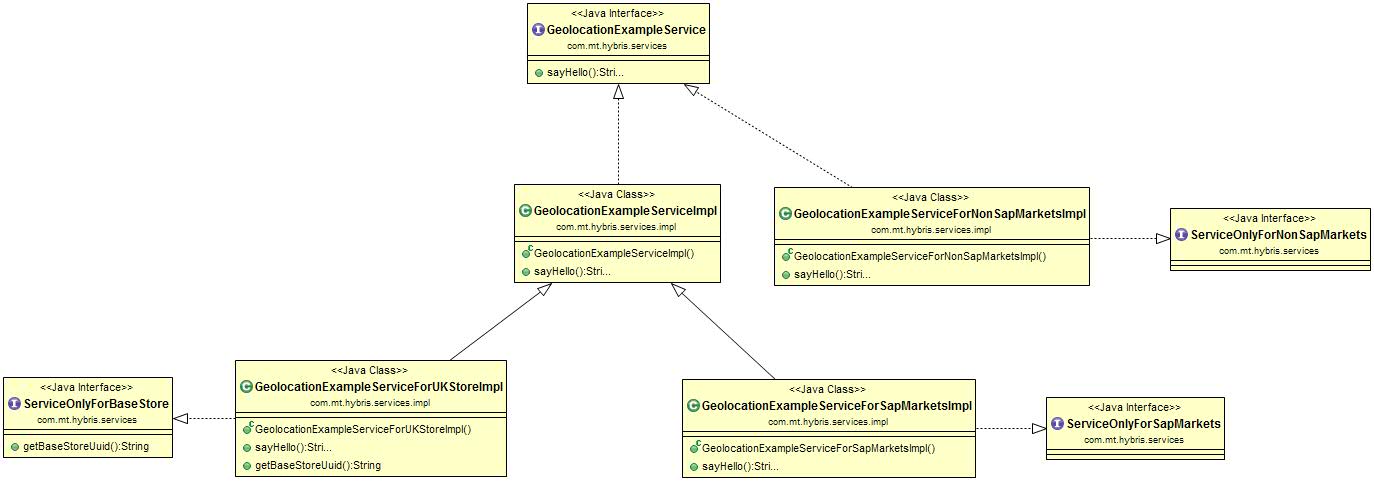 <<Java Interface>>
GeolocationExampleService
com.mt.hybris.services
sayHello():Stri...
<<Java Class>>
GeolocationExampleServiceImpl
com.mt.hybris.services.impl
GeolocationExampleServiceImpl()
sayHello():Stri...
<<Java Class>>
GeolocationExampleServiceForNonSapMarketsImpl
com.mt.hybris.services.impl
GeolocationExampleServiceForNonSapMarketsImpl()
sayHello():Stri...
<<Java Interface>>
ServiceOnlyForNonSapMarkets
com.mt.hybris.services
<<Java Interface>>
ServiceOnlyForBaseStore
com.mt.hybris.services
getBaseStoreUuid():String
<<Java Class>>
GeolocationExampleServiceForUKStoreImpl
com.mt.hybris.services.impl
GeolocationExampleServiceForUKStoreImpl()
sayHello():Stri...
getBaseStoreUuid():String
<<Java Class>>
GeolocationExampleServiceForSapMarketsImpl
com.mt.hybris.services.impl
GeolocationExampleServiceForSapMarketsImpl()
sayHello():Stri...
<<Java Interface>>
ServiceOnlyForSapMarkets
com.mt.hybris.services